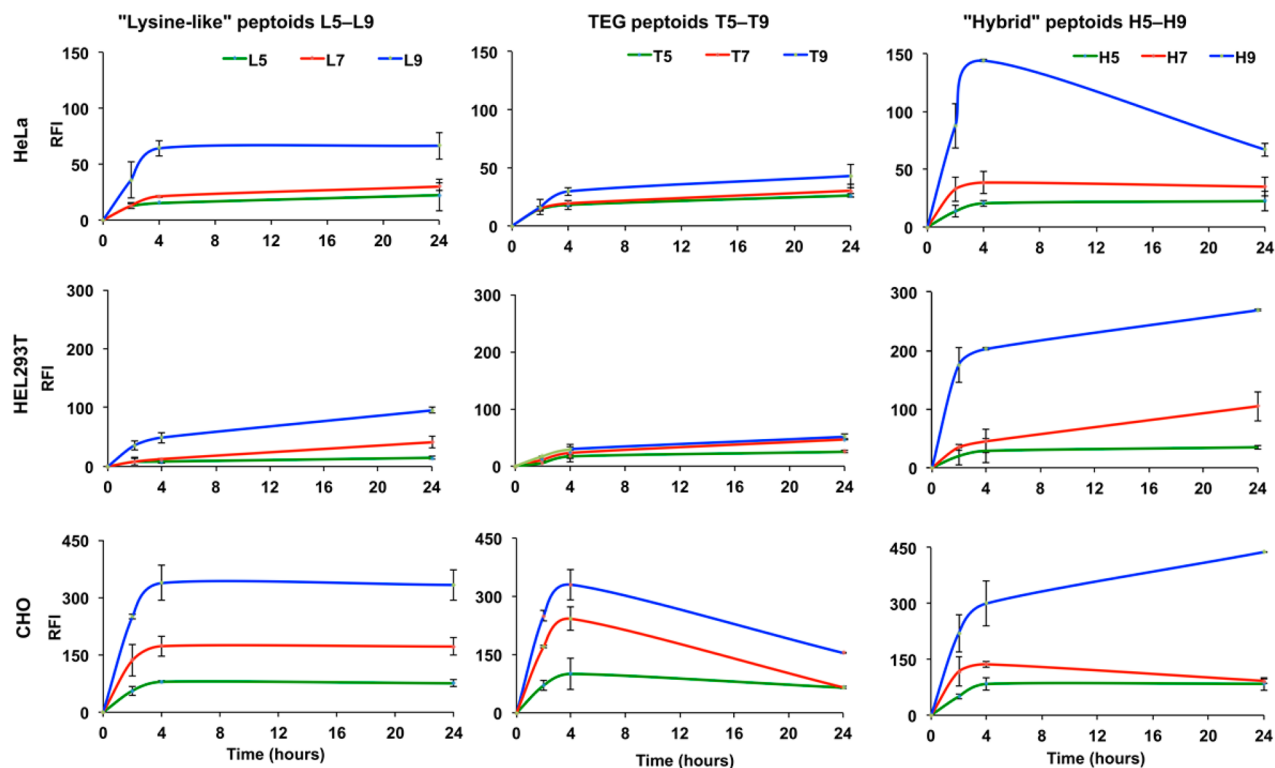 "Lysine-like" peptoids L5–L9
TEG peptoids T5–T9
"Hybrid" peptoids H5–H9
HeLa
RFI
150
100
50
0
L5 L7 L9
0 4 8 12 16 20 24
150
100
50
0
T5 T7 T9
0 4 8 12 16 20 24
150
100
50
0
H5 H7 H9
0 4 8 12 16 20 24
HEL293T
RFI
300
200
100
0
0 4 8 12 16 20 24
300
200
100
0
0 4 8 12 16 20 24
300
200
100
0
0 4 8 12 16 20 24
CHO
RFI
450
300
150
0
0 4 8 12 16 20 24
Time (hours)
450
300
150
0
0 4 8 12 16 20 24
Time (hours)
450
300
150
0
0 4 8 12 16 20 24
Time (hours)